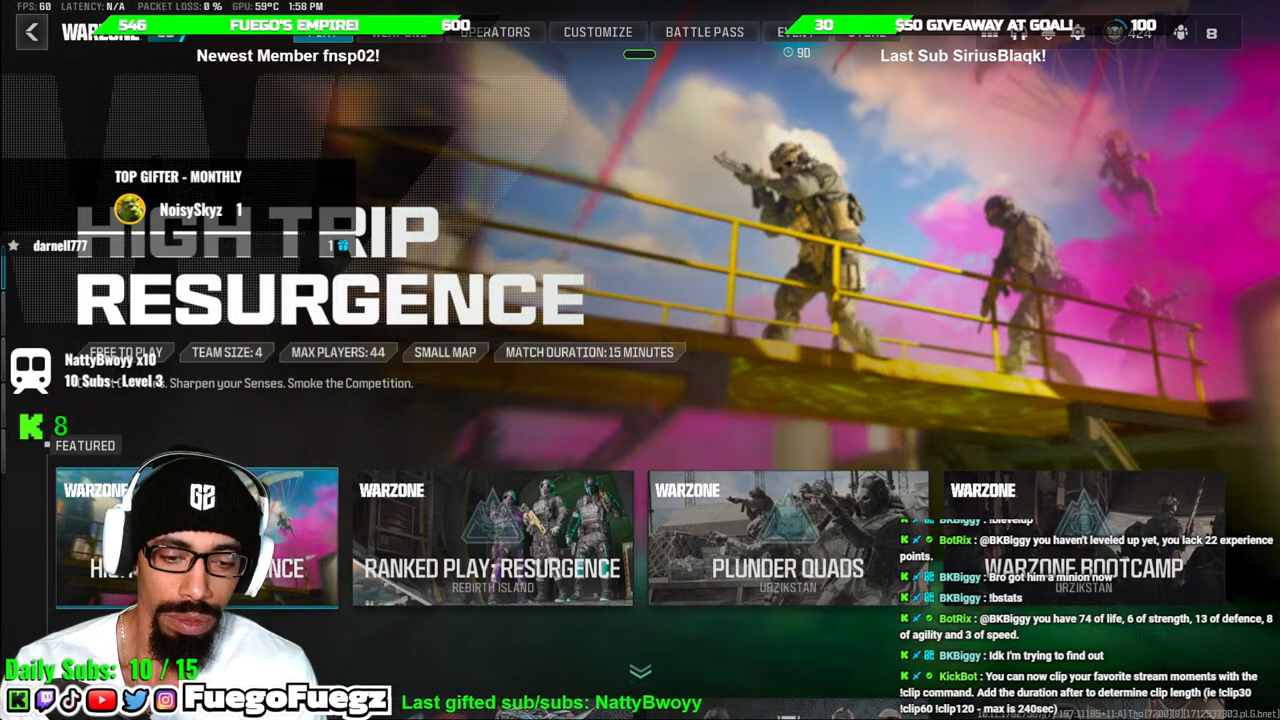 FPS: 60 LATENCY: N/A PACKET LOSS: 0 % GPU: 59°C 1:58 PM
546 FUEGO'S EMPIRE! 600
30 $50 GIVEAWAY AT GOAL! 100
OPERATORS CUSTOMIZE BATTLE PASS
424 8
Newest Member fnsp02!
9D
Last Sub SiriusBlaqk!
TOP GIFTER - MONTHLY
NoisySkyz 1
darnell777 1
HIGH TRIP
RESURGENCE
FREE TO PLAY TEAM SIZE: 4 MAX PLAYERS: 44 SMALL MAP MATCH DURATION: 15 MINUTES
NattyBwoyy x10
10 Subs - Level 3
Sharpen your Senses. Smoke the Competition.
K 8
FEATURED
WARZONE
WARZONE
RANKED PLAY: RESURGENCE
REBIRTH ISLAND
WARZONE
PLUNDER QUADS
URZIKSTAN
WARZONE
WARZONE BOOTCAMP
URZIKSTAN
BKBiggy : !blevelup
BotRix : @BKBiggy you haven't leveled up yet, you lack 22 experience
points.
BKBiggy : Bro got him a minion now
BKBiggy : !bstats
BotRix : @BKBiggy you have 74 of life, 6 of strength, 13 of defence, 8
of agility and 3 of speed.
BKBiggy : Idk I'm trying to find out
KickBot : You can now clip your favorite stream moments with the
!clip command. Add the duration after to determine clip length (ie !clip30
!clip60 !clip120 - max is 240sec)
G2
Daily Subs: 10 / 15
FuegoFuegz
Last gifted sub/subs: NattyBwoyy